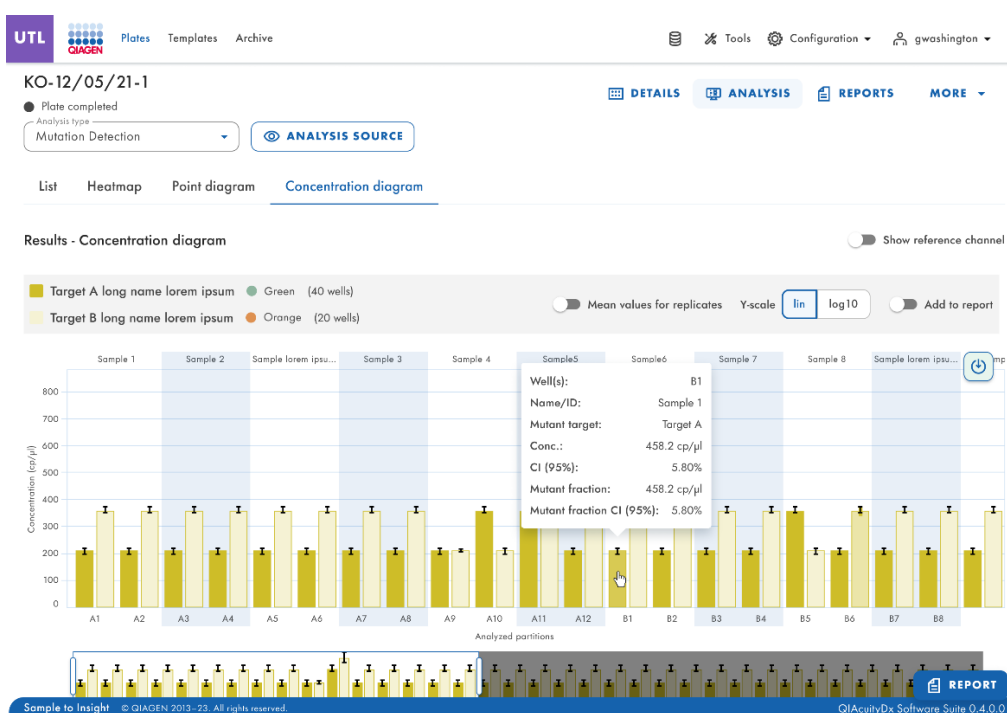 UTL QIAGEN Plates Templates Archive Tools Configuration gwashington
KO-12/05/21-1
Plate completed
DETAILS ANALYSIS REPORTS MORE
Analysis type
Mutation Detection ANALYSIS SOURCE
List Heatmap Point diagram Concentration diagram
Results - Concentration diagram Show reference channel
Target A long name lorem ipsum Green (40 wells)
Target B long name lorem ipsum Orange (20 wells)
Mean values for replicates Y-scale lin log10 Add to report
Sample 1 Sample 2 Sample lorem ipsu... Sample 3 Sample 4 Sample5 Sample6 Sample 7 Sample 8 Sample lorem ipsu...
Well(s): B1
Name/ID: Sample 1
Mutant target: Target A
Conc.: 458.2 cp/µl
CI (95%): 5.80%
Mutant fraction: 458.2 cp/µl
Mutant fraction CI (95%): 5.80%
Concentration (cp/µl)
800
700
600
500
400
300
200
100
0
A1 A2 A3 A4 A5 A6 A7 A8 A9 A10 A11 A12 B1 B2 B3 B4 B5 B6 B7 B8
Analyzed partitions
REPORT
Sample to Insight © QIAGEN 2013–23. All rights reserved. QIAcuityDx Software Suite 0.4.0.0